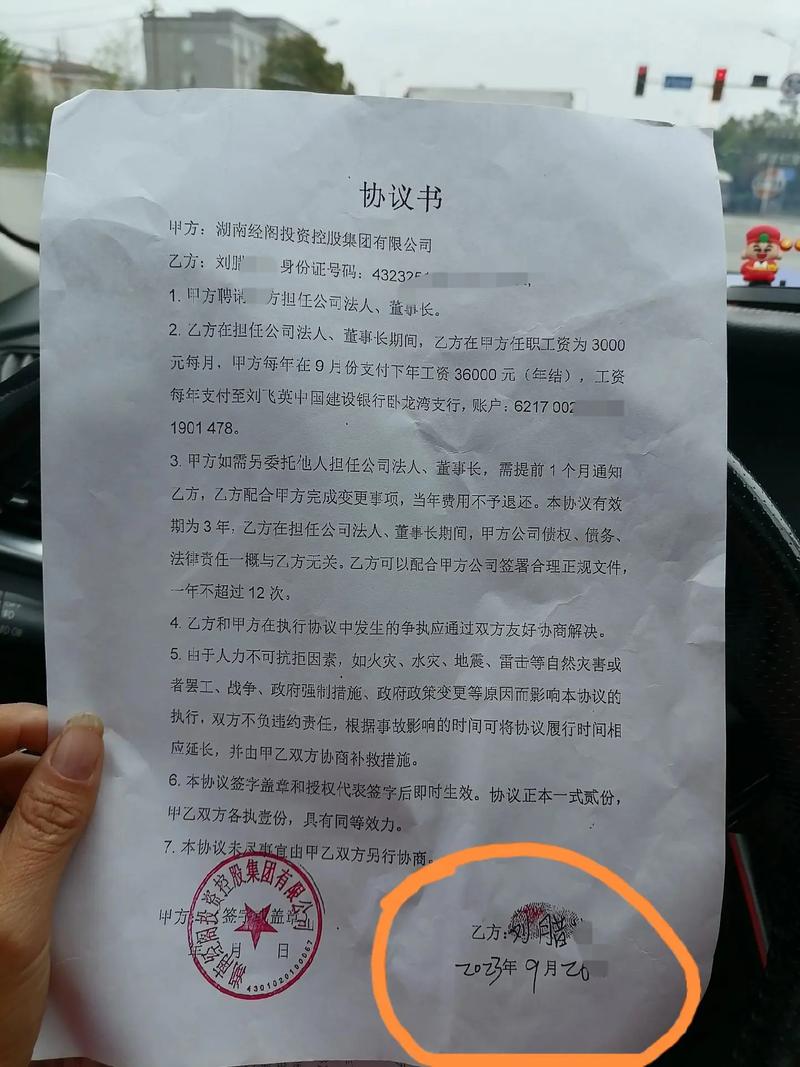 协议书
甲方：湖南经阁投资控股集团有限公司
乙方：刘腊 身份证号码：432325
1. 甲方聘请 方担任公司法人、董事长。
2. 乙方在担任公司法人、董事长期间，乙方在甲方任职工资为 3000
元每月，甲方每年在 9 月份支付下年工资 36000 元（年结），工资
每年支付至刘飞英中国建设银行卧龙湾支行，账户：6217 002
1901 478。
3. 甲方如需另委托他人担任公司法人、董事长，需提前 1 个月通知
乙方，乙方配合甲方完成变更事项，当年费用不予退还。本协议有效
期为 3 年，乙方在担任公司法人、董事长期间，甲方公司债权、债务、
法律责任一概与乙方无关。乙方可以配合甲方公司签署合理正规文件，
一年不超过 12 次。
4. 乙方和甲方在执行协议中发生的争执应通过双方友好协商解决。
5. 由于人力不可抗拒因素，如火灾、水灾、地震、雷击等自然灾害或
者罢工、战争、政府强制措施、政府政策变更等原因而影响本协议的
执行，双方不负违约责任，根据事故影响的时间可将协议履行时间相
应延长，并由甲乙双方协商补救措施。
6. 本协议签字盖章和授权代表签字后即时生效。协议正本一式贰份，
甲乙双方各执壹份，具有同等效力。
7. 本协议未尽事宜由甲乙双方另行协商。
甲方： 签字 盖章
乙方：刘腊
年 月 日
2023年 9月20
湖南经阁投资控股集团有限公司
4301020100067